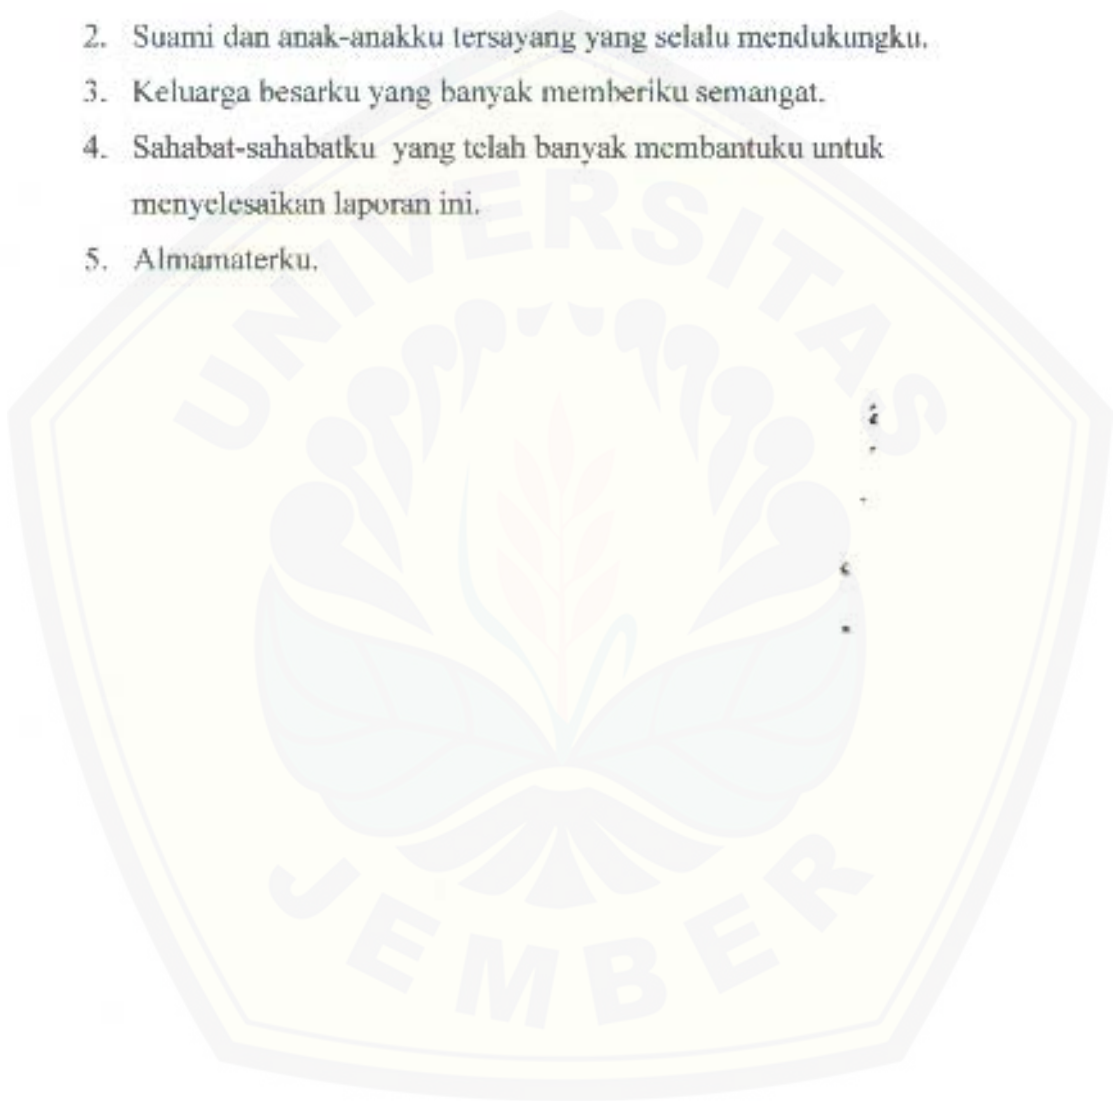 2. Suami dan anak-anakku tersayang yang selalu mendukungku.
3. Keluarga besarku yang banyak memberiku semangat.
4. Sahabat-sahabatku yang telah banyak membantuku untuk
menyelesaikan laporan ini.
5. Almamaterku.
UNIVERSITAS
JEMBER